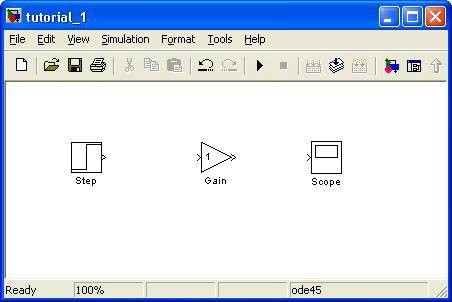 tutorial_1
File Edit View Simulation Format Tools Help
1
Step Gain Scope
Ready 100% ode45